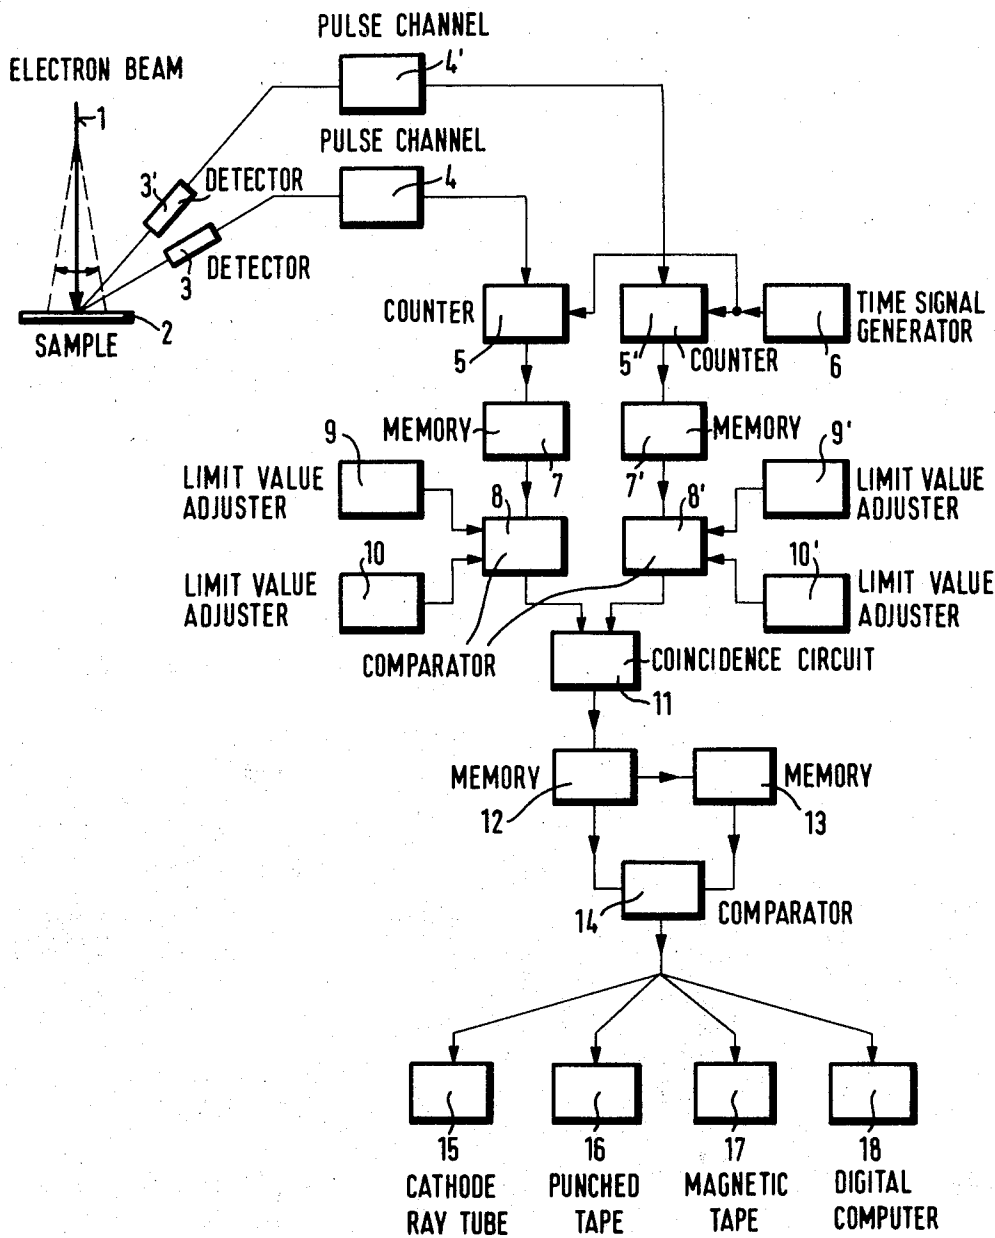 PULSE CHANNEL
4'
ELECTRON BEAM
1
PULSE CHANNEL
4
3'
DETECTOR
3
DETECTOR
2
SAMPLE
COUNTER
5
5'
COUNTER
6
TIME SIGNAL
GENERATOR
MEMORY
7
7'
MEMORY
9
LIMIT VALUE
ADJUSTER
9'
LIMIT VALUE
ADJUSTER
8
8'
10
LIMIT VALUE
ADJUSTER
10'
LIMIT VALUE
ADJUSTER
COMPARATOR
COINCIDENCE CIRCUIT
11
MEMORY
12
MEMORY
13
14
COMPARATOR
15
16
17
18
CATHODE
RAY TUBE
PUNCHED
TAPE
MAGNETIC
TAPE
DIGITAL
COMPUTER